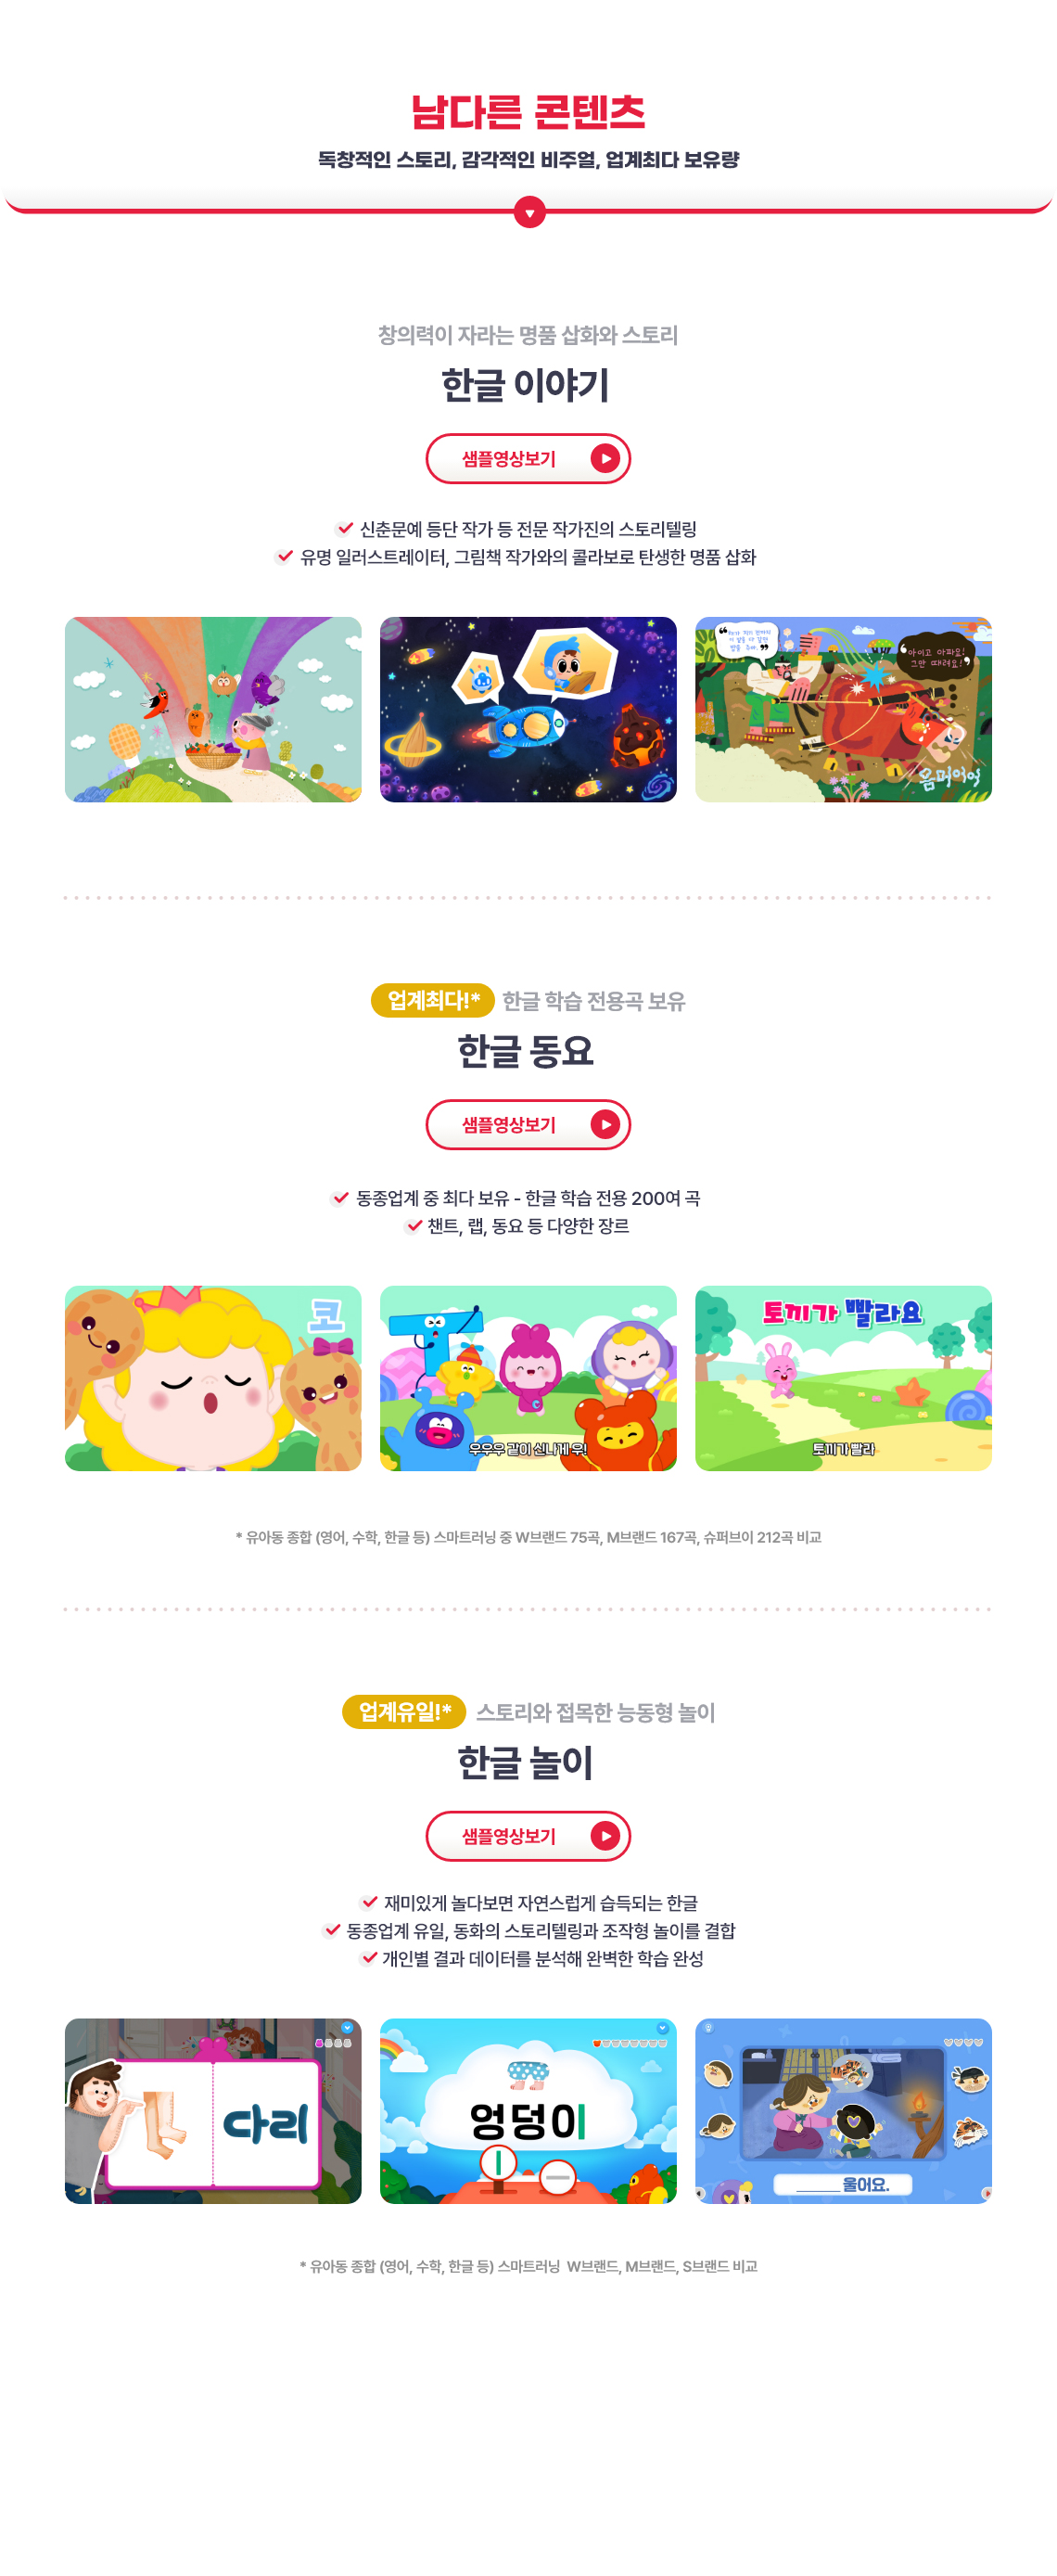 남다른 콘텐츠
독창적인 스토리, 감각적인 비주얼, 업계최다 보유량
창의력이 자라는 명품 삽화와 스토리
한글 이야기
샘플영상보기
신춘문예 등단 작가 등 전문 작가진의 스토리텔링
유명 일러스트레이터, 그림책 작가와의 콜라보로 탄생한 명품 삽화
아이고 아파요!
그만 때려요!
음머어어
업계최다!* 한글 학습 전용곡 보유
한글 동요
샘플영상보기
동종업계 중 최다 보유 - 한글 학습 전용 200여 곡
챈트, 랩, 동요 등 다양한 장르
코
우우우 같이 신나게 우!
토끼가 빨라요
토끼가 빨라
* 유아동 종합 (영어, 수학, 한글 등) 스마트러닝 중 W브랜드 75곡, M브랜드 167곡, 슈퍼브이 212곡 비교
업계유일!* 스토리와 접목한 능동형 놀이
한글 놀이
샘플영상보기
재미있게 놀다보면 자연스럽게 습득되는 한글
동종업계 유일, 동화의 스토리텔링과 조작형 놀이를 결합
개인별 결과 데이터를 분석해 완벽한 학습 완성
다리
엉덩이
ㅣ ㅡ
_____ 울어요.
* 유아동 종합 (영어, 수학, 한글 등) 스마트러닝 W브랜드, M브랜드, S브랜드 비교